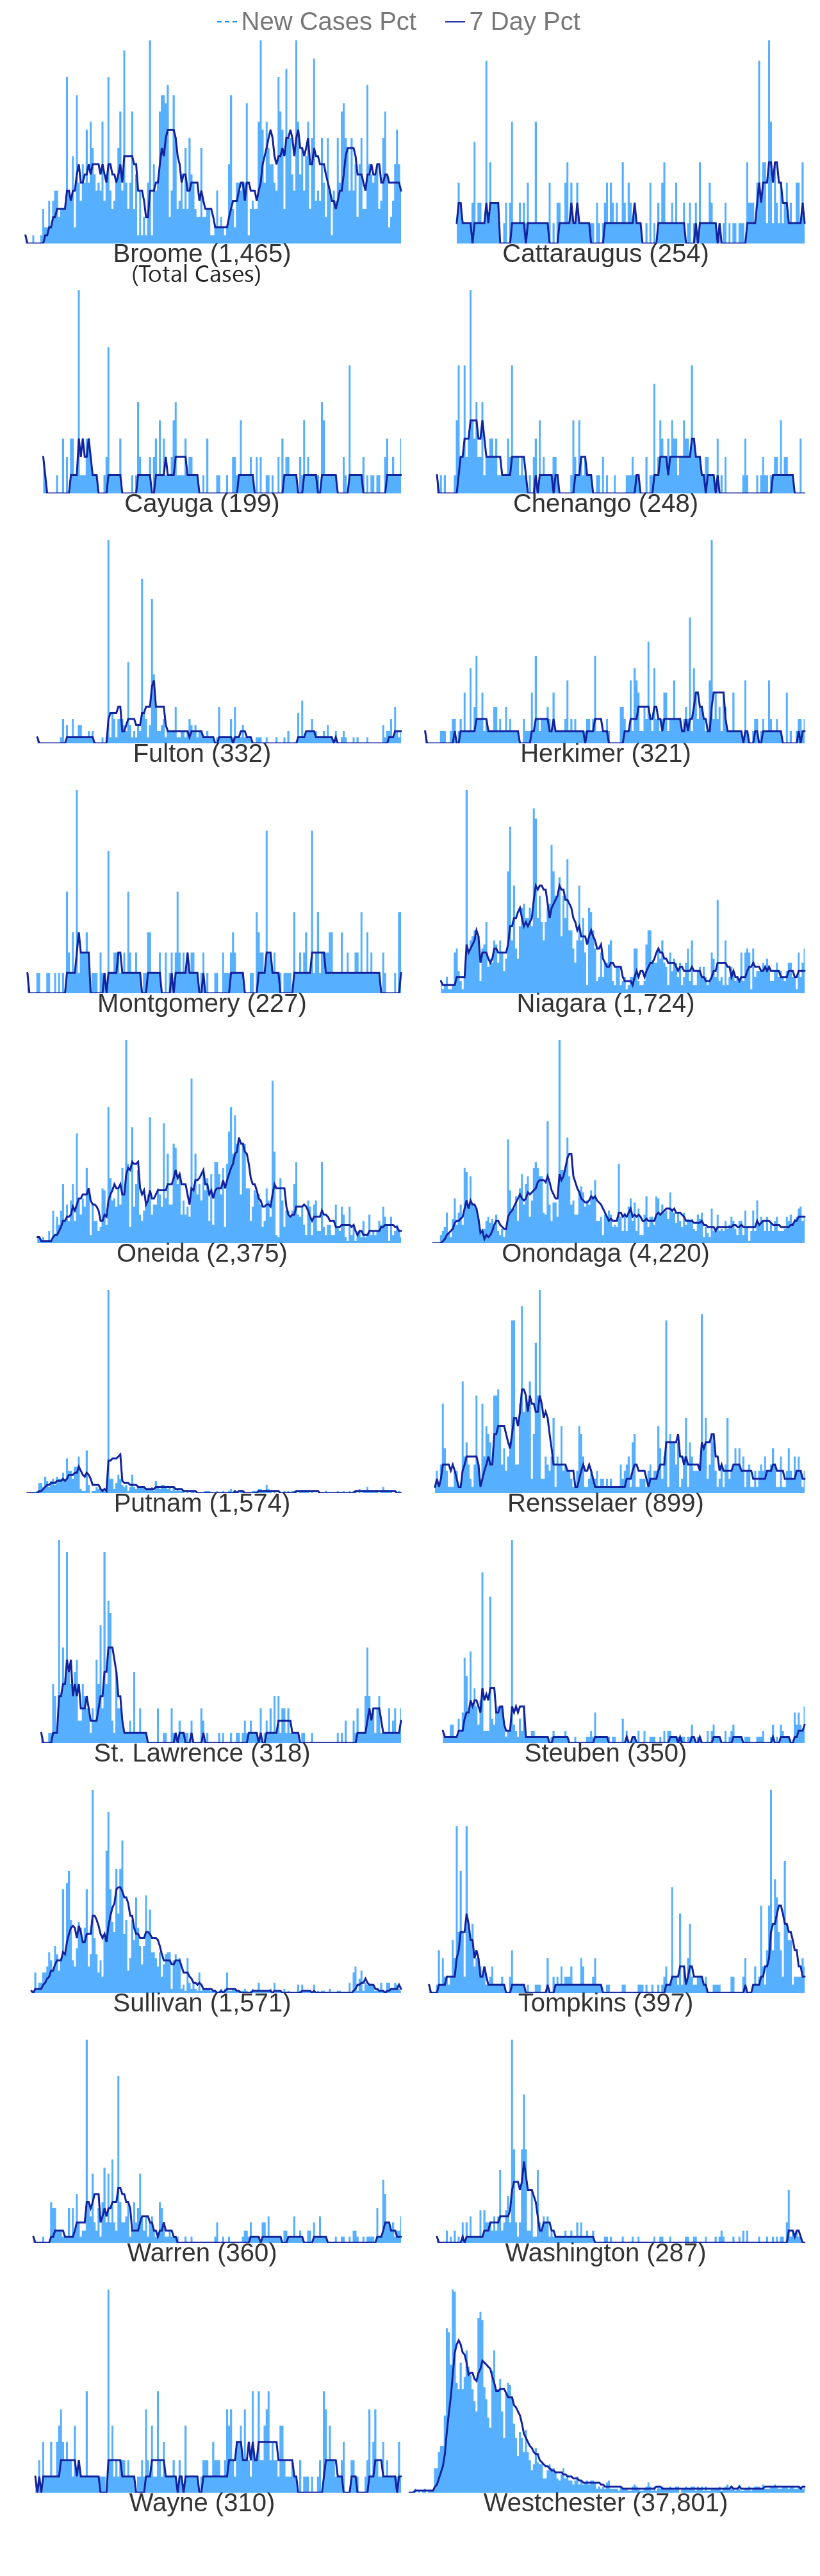 New Cases Pct 7 Day Pct
Broome (1,465) Cattaraugus (254)
(Total Cases)
Cayuga (199) Chenango (248)
Fulton (332) Herkimer (321)
Montgomery (227) Niagara (1,724)
Oneida (2,375) Onondaga (4,220)
Putnam (1,574) Rensselaer (899)
St. Lawrence (318) Steuben (350)
Sullivan (1,571) Tompkins (397)
Warren (360) Washington (287)
Wayne (310) Westchester (37,801)